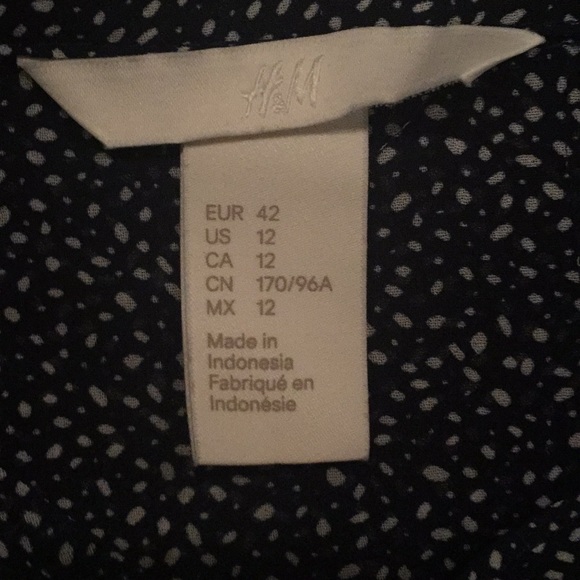 H&M
EUR 42
US 12
CA 12
CN 170/96A
MX 12
Made in
Indonesia
Fabriqué en
Indonésie